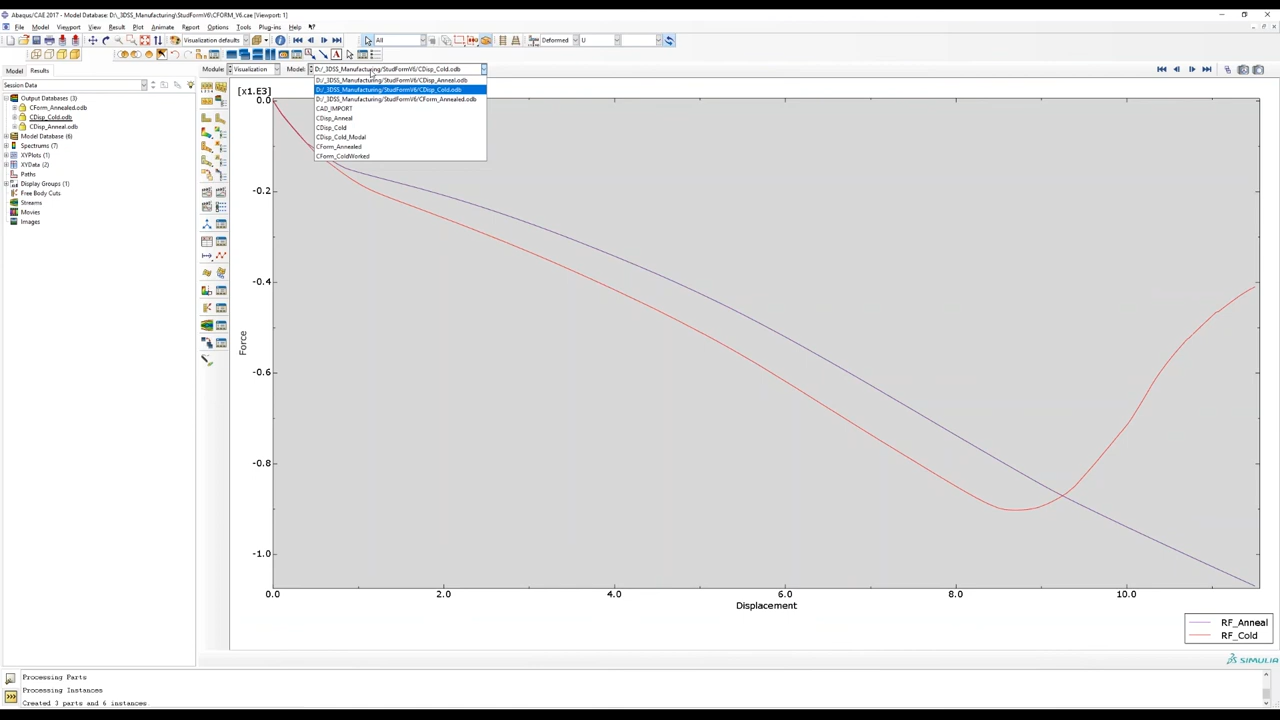 Abaqus/CAE 2017 - Model Database: D:\_3DSS_Manufacturing\StudFormV6\CFORM_V6.cae [Viewport: 1]
File Model Viewport View Result Plot Animate Report Options Tools Plug-ins Help
Visualization defaults All Deformed U
Model Results Module: Visualization Model: D:/_3DSS_Manufacturing/StudFormV6/CDisp_Cold.odb
D:/_3DSS_Manufacturing/StudFormV6/CDisp_Anneal.odb
D:/_3DSS_Manufacturing/StudFormV6/CDisp_Cold.odb
D:/_3DSS_Manufacturing/StudFormV6/CForm_Annealed.odb
CAD_IMPORT
CDisp_Anneal
CDisp_Cold
CDisp_Cold_Modal
CForm_Annealed
CForm_ColdWorked
Session Data
Output Databases (3)
CForm_Annealed.odb
CDisp_Cold.odb
CDisp_Anneal.odb
Model Database (6)
Spectrums (7)
XYPlots (1)
XYData (2)
Paths
Display Groups (1)
Free Body Cuts
Streams
Movies
Images
[x1.E3]
0.0
-0.2
-0.4
-0.6
-0.8
-1.0
Force
0.0 2.0 4.0 6.0 8.0 10.0
Displacement
RF_Anneal
RF_Cold
SIMULIA
Processing Parts
Processing Instances
Created 3 parts and 6 instances.